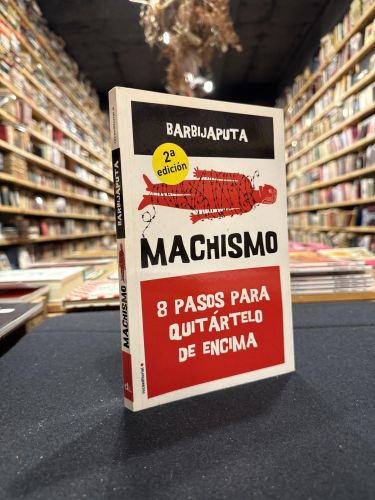 BARBIJAPUTA
2ª
edición
MACHISMO
8 PASOS PARA
QUITÁRTELO
DE ENCIMA
BARBIJAPUTA
MACHISMO